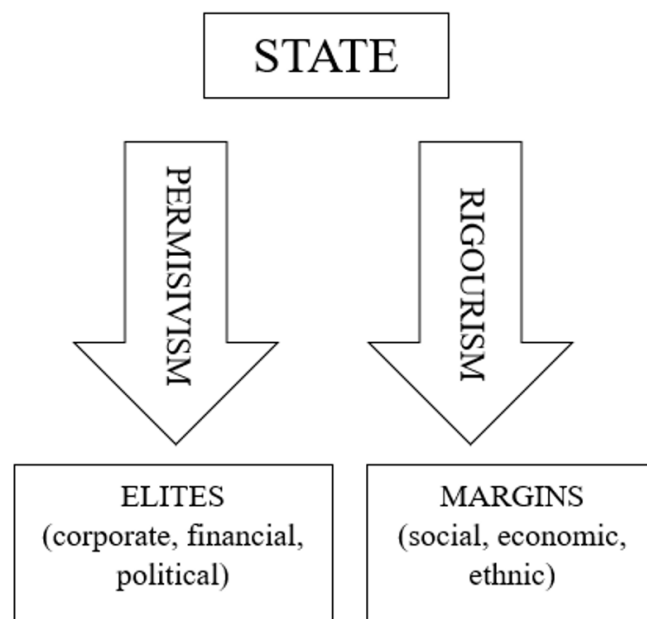 STATE
PERMISIVISM
RIGOURISM
ELITES
(corporate, financial,
political)
MARGINS
(social, economic,
ethnic)